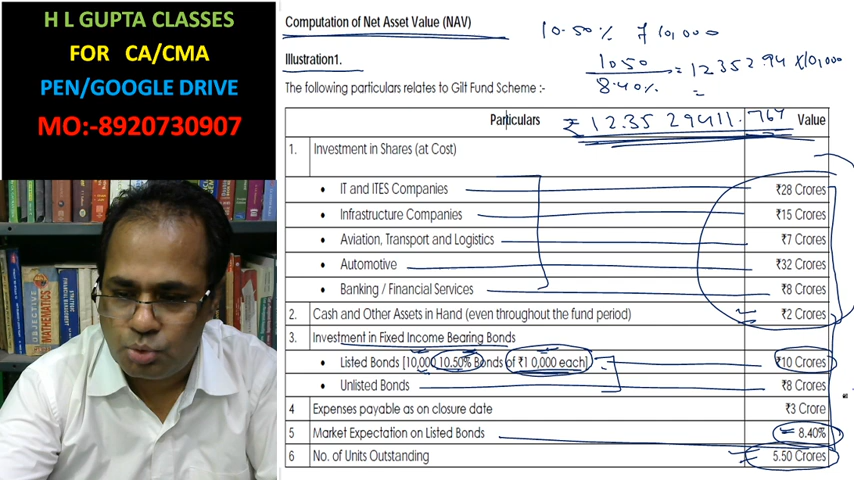 H L GUPTA CLASSES
FOR CA/CMA
PEN/GOOGLE DRIVE
MO:-8920730907
OBJECTIVE
MATHEMATICS
Computation of Net Asset Value (NAV)
10.50% ₹ 10,000
Illustration1.
1050
8.40%
= 12352.94 x 10,000
=
The following particulars relates to Gilt Fund Scheme :-
Particulars ₹ 12.35 29411.764 Value
1. Investment in Shares (at Cost)
• IT and ITES Companies ₹28 Crores
• Infrastructure Companies ₹15 Crores
• Aviation, Transport and Logistics ₹7 Crores
• Automotive ₹32 Crores
• Banking / Financial Services ₹8 Crores
2. Cash and Other Assets in Hand (even throughout the fund period) ₹2 Crores
3. Investment in Fixed Income Bearing Bonds
• Listed Bonds [10,000 10.50% Bonds of ₹1 0,000 each] ₹10 Crores
• Unlisted Bonds ₹8 Crores
4 Expenses payable as on closure date ₹3 Crore
5 Market Expectation on Listed Bonds = 8.40%
6 No. of Units Outstanding 5.50 Crores